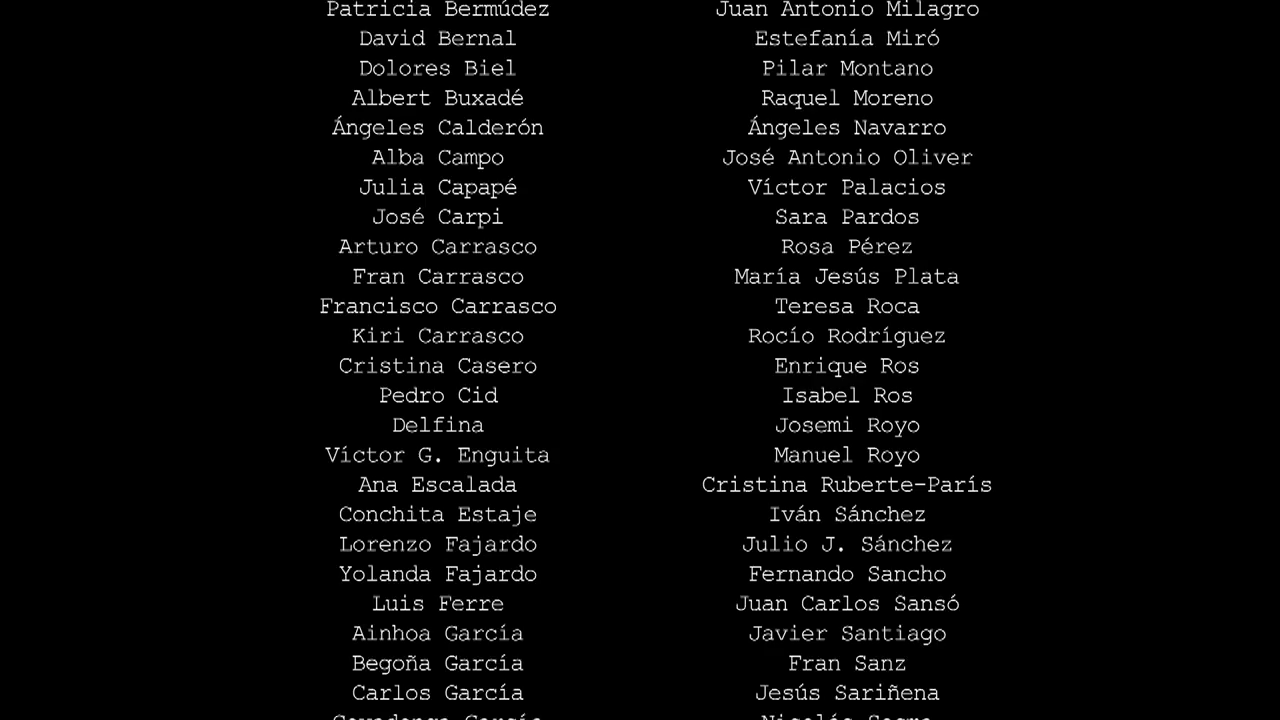 Patricia Bermúdez
David Bernal
Dolores Biel
Albert Buxadé
Ángeles Calderón
Alba Campo
Julia Capapé
José Carpi
Arturo Carrasco
Fran Carrasco
Francisco Carrasco
Kiri Carrasco
Cristina Casero
Pedro Cid
Delfina
Víctor G. Enguita
Ana Escalada
Conchita Estaje
Lorenzo Fajardo
Yolanda Fajardo
Luis Ferre
Ainhoa García
Begoña García
Carlos García
Juan Antonio Milagro
Estefanía Miró
Pilar Montano
Raquel Moreno
Ángeles Navarro
José Antonio Oliver
Víctor Palacios
Sara Pardos
Rosa Pérez
María Jesús Plata
Teresa Roca
Rocío Rodríguez
Enrique Ros
Isabel Ros
Josemi Royo
Manuel Royo
Cristina Ruberte-París
Iván Sánchez
Julio J. Sánchez
Fernando Sancho
Juan Carlos Sansó
Javier Santiago
Fran Sanz
Jesús Sariñena